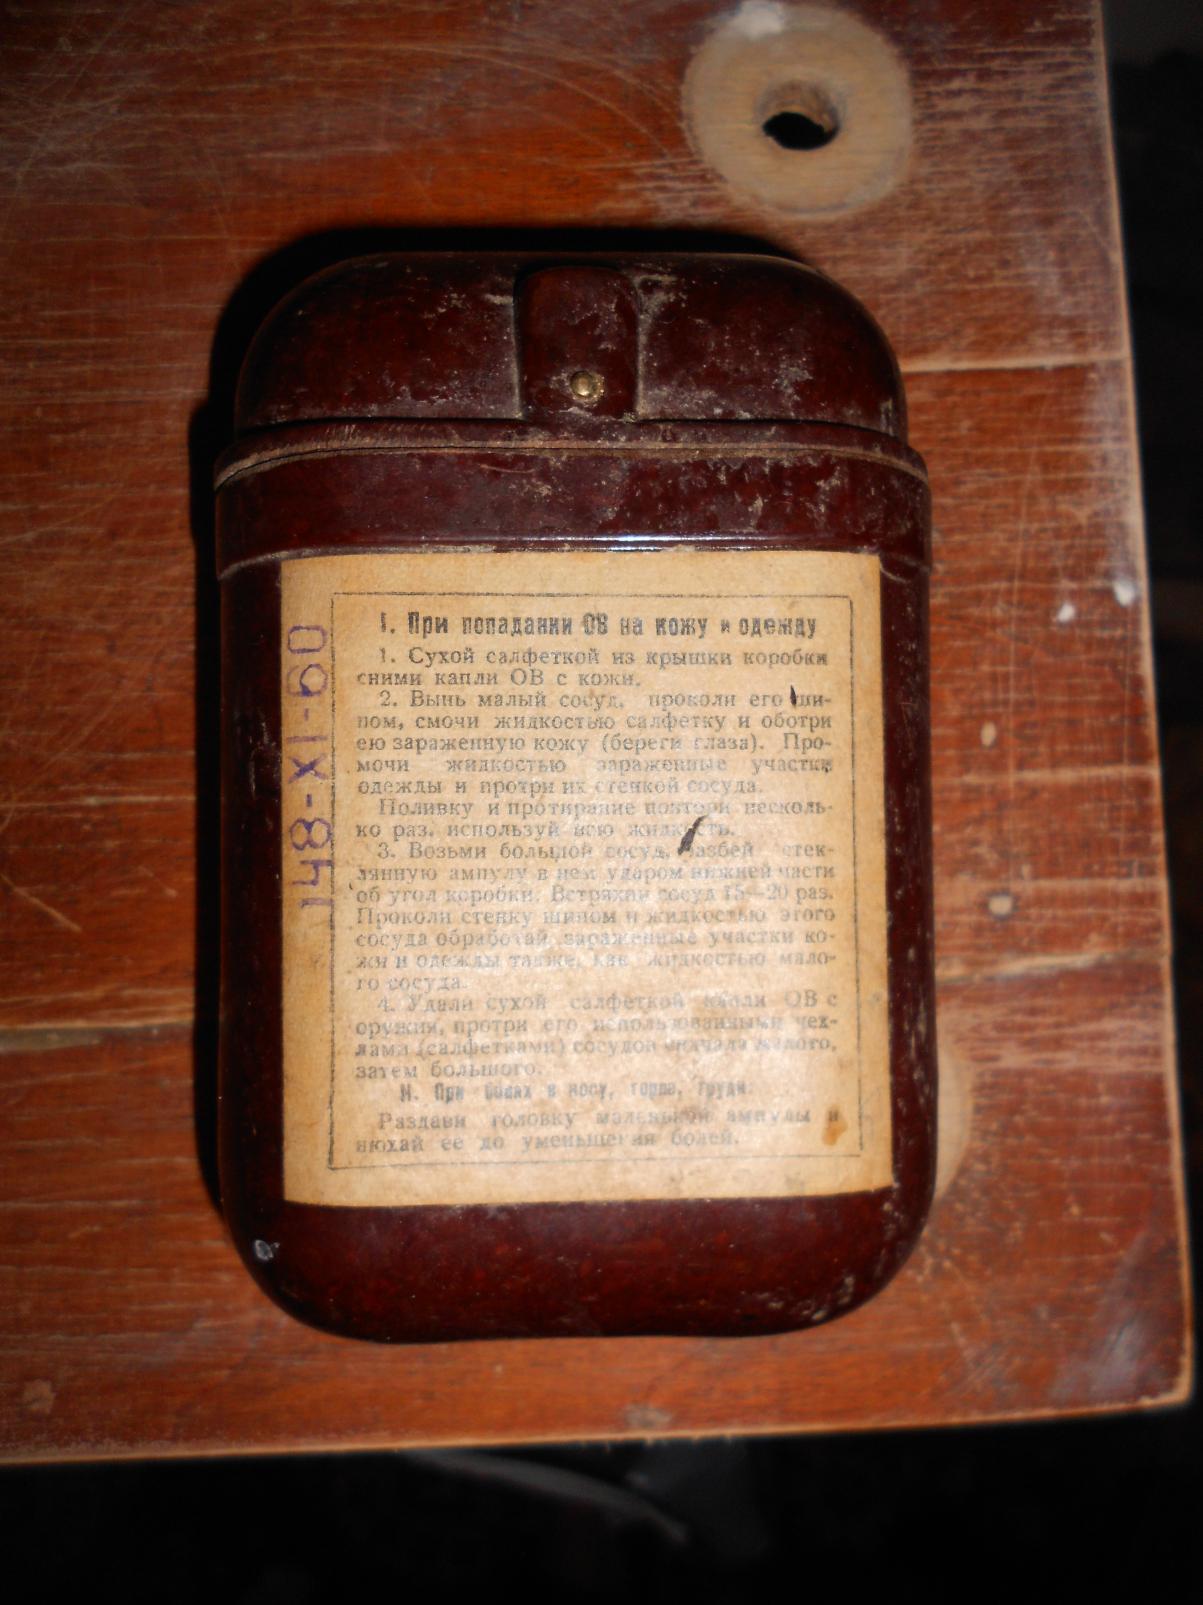 148-XI-60
I. При попадании ОВ на кожу и одежду
1. Сухой салфеткой из крышки коробки
сними капли ОВ с кожи.
2. Вынь малый сосуд, проколи его ши-
пом, смочи жидкостью салфетку и оботри
ею зараженную кожу (береги глаза). Про-
мочи жидкостью зараженные участки
одежды и протри их стенкой сосуда.
Поливку и протирание повтори несколь-
ко раз, используй всю жидкость.
3. Возьми большой сосуд, разбей стек-
лянную ампулу в нем ударом нижней части
об угол коробки. Встряхни сосуд 15—20 раз.
Проколи стенку шипом и жидкостью этого
сосуда обработай зараженные участки ко-
жи и одежды также, как жидкостью мало-
го сосуда.
4. Удали сухой салфеткой капли ОВ с
оружия, протри его использованными чех-
лами (салфетками) сосудов сначала малого,
затем большого.
II. При болях в носу, горле, груди
Раздави головку маленькой ампулы и
нюхай ее до уменьшения болей.